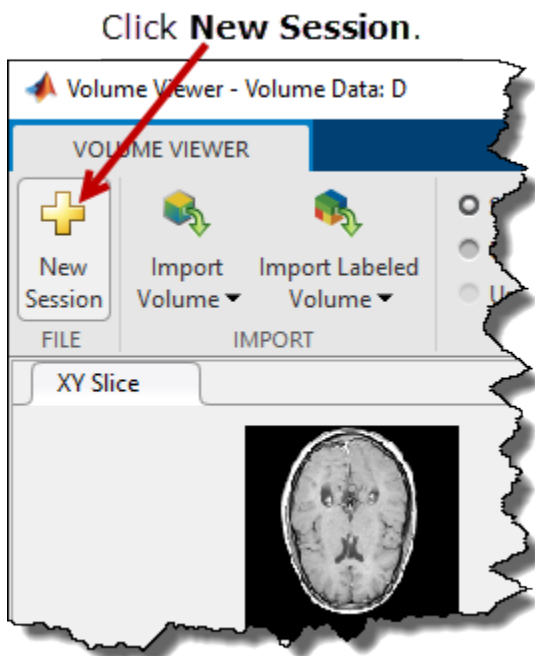 Click New Session.
Volume Viewer - Volume Data: D
VOLUME VIEWER
New
Session
Import
Volume
Import Labeled
Volume
FILE
IMPORT
XY Slice